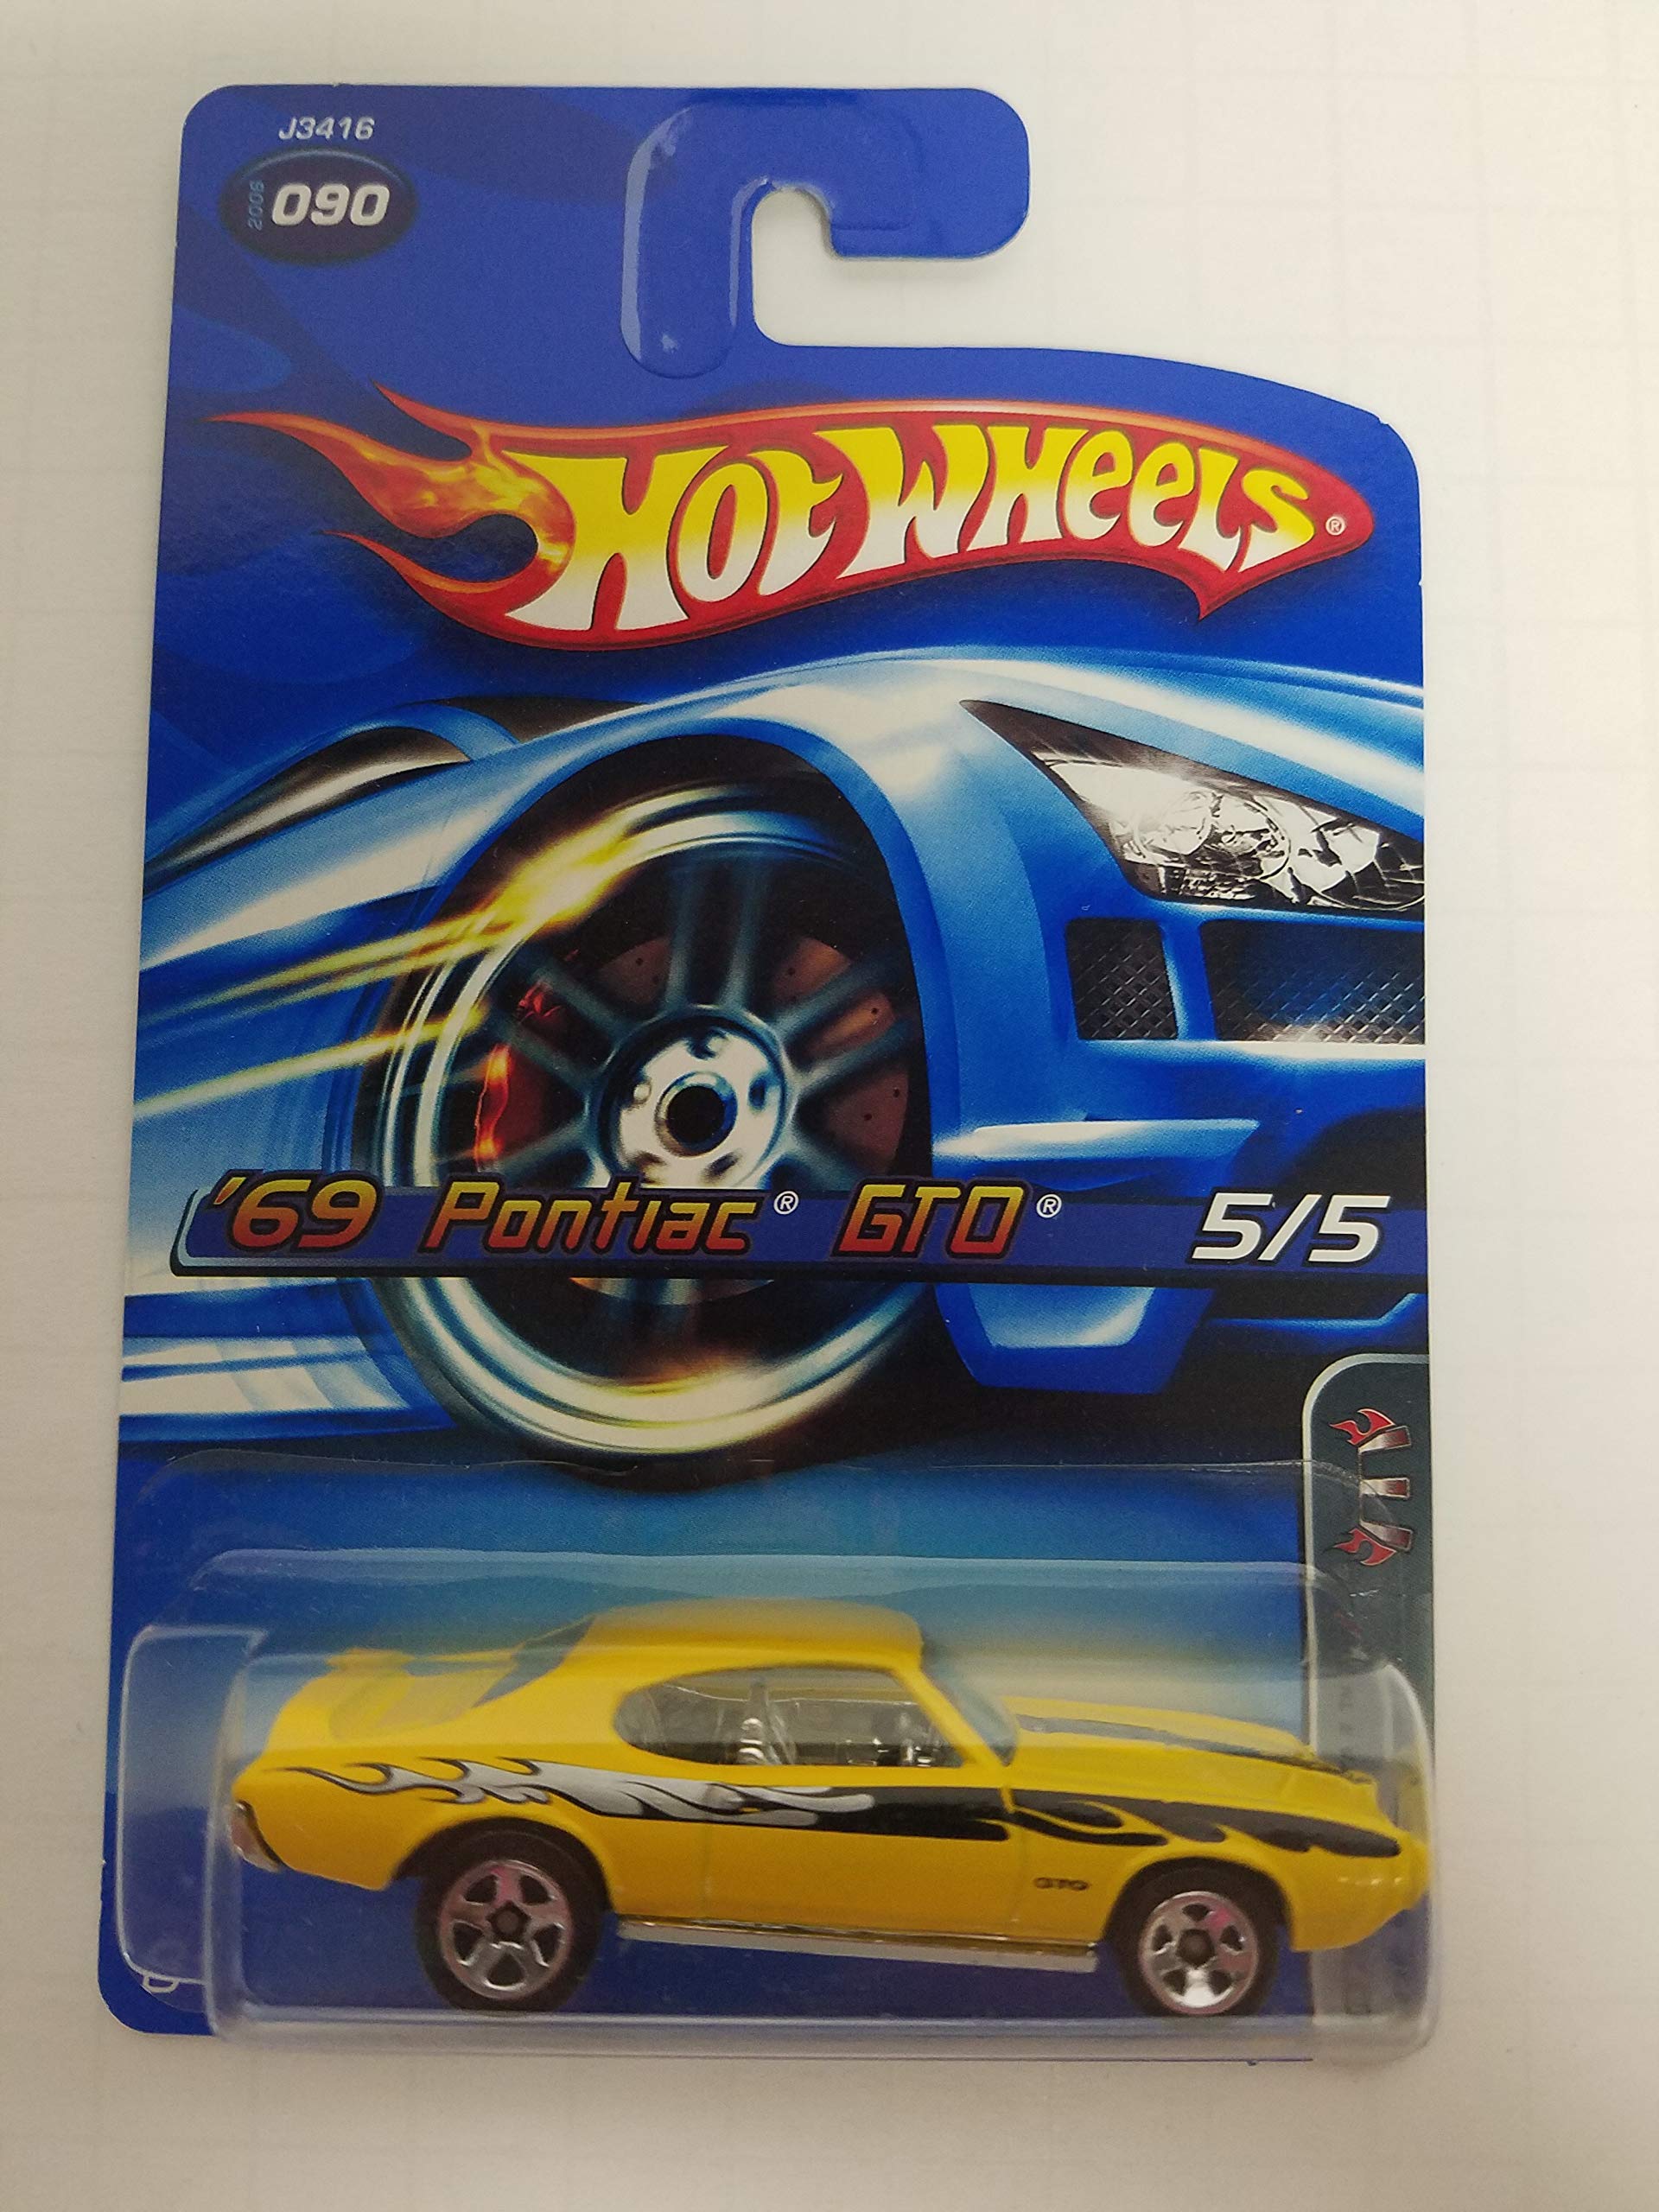 J3416
2006 090
HOT WHEELS®
'69 Pontiac® GTO® 5/5
GTO